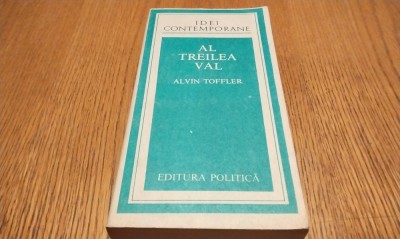 IDEI
CONTEMPORANE
AL
TREILEA
VAL
ALVIN TOFFLER
EDITURA POLITICĂ